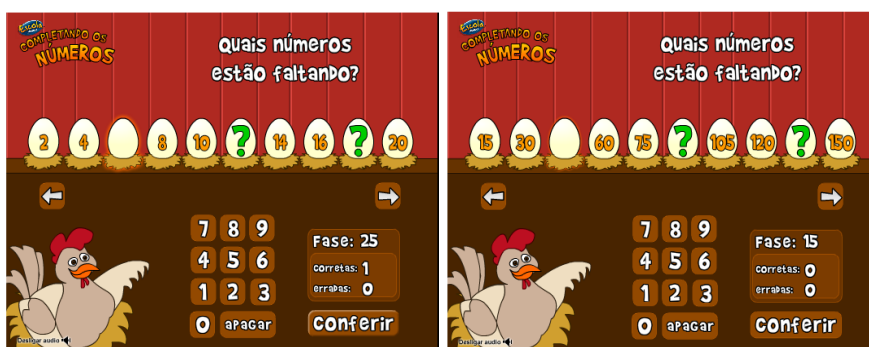 Escola
COMPLETANDO OS
NÚMEROS
Quais números
estão faltando?
2 4 8 10 ? 14 16 ? 20
7 8 9
4 5 6
1 2 3
0 apagar
Fase: 25
corretas: 1
erradas: 0
conferir
Desligar audio
Escola
COMPLETANDO OS
NÚMEROS
Quais números
estão faltando?
15 30 60 75 ? 105 120 ? 150
7 8 9
4 5 6
1 2 3
0 apagar
Fase: 15
corretas: 0
erradas: 0
conferir
Desligar audio